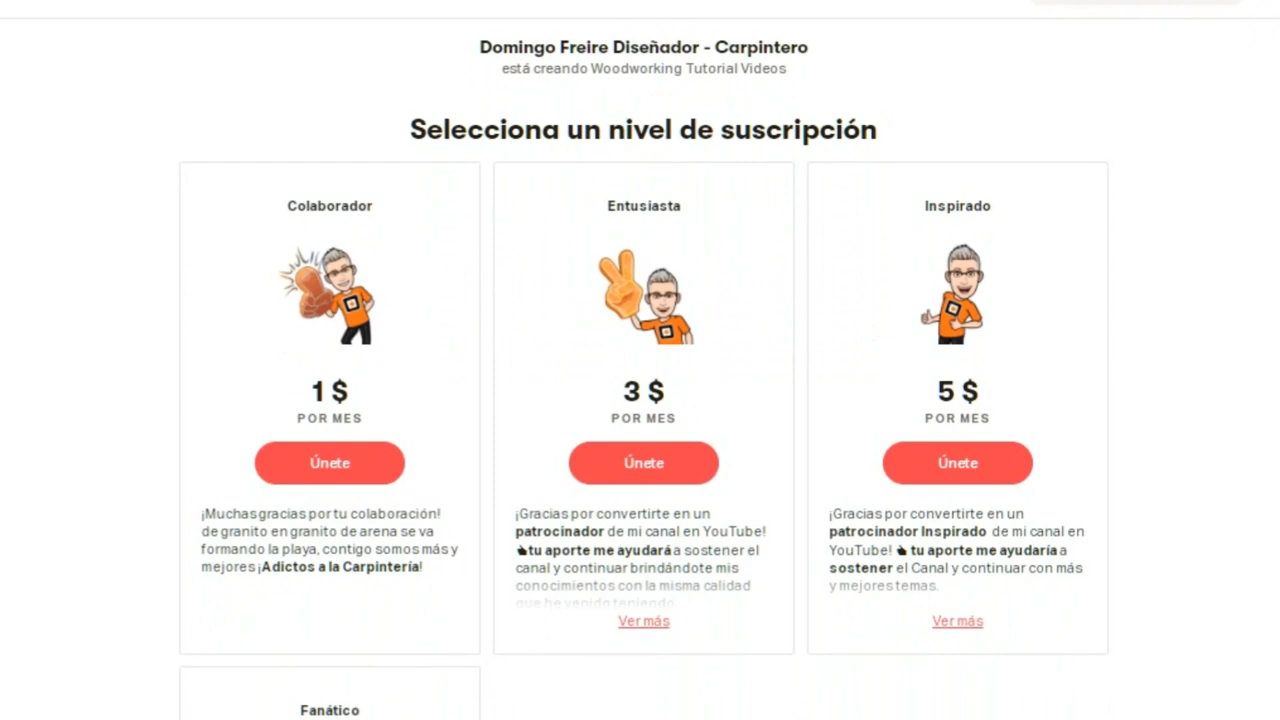 Domingo Freire Diseñador - Carpintero
está creando Woodworking Tutorial Videos
Selecciona un nivel de suscripción
Colaborador
1 $
POR MES
Únete
¡Muchas gracias por tu colaboración!
de granito en granito de arena se va
formando la playa, contigo somos más y
mejores ¡Adictos a la Carpintería!
Entusiasta
3 $
POR MES
Únete
¡Gracias por convertirte en un
patrocinador de mi canal en YouTube!
tu aporte me ayudará a sostener el
canal y continuar brindándote mis
conocimientos con la misma calidad
que he venido teniendo
Ver más
Inspirado
5 $
POR MES
Únete
¡Gracias por convertirte en un
patrocinador Inspirado de mi canal en
YouTube! tu aporte me ayudaría a
sostener el Canal y continuar con más
y mejores temas.
Ver más
Fanático